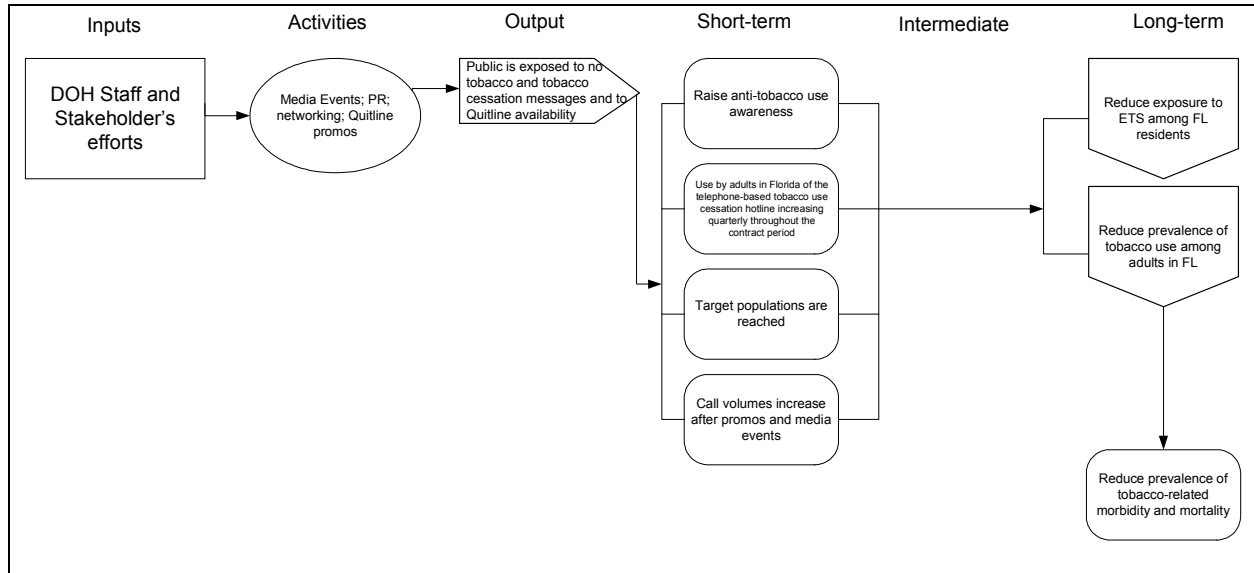 Inputs
Activities
Output
Short-term
Intermediate
Long-term
DOH Staff and
Stakeholder's
efforts
Media Events; PR;
networking; Quitline
promos
Public is exposed to no
tobacco and tobacco
cessation messages and to
Quitline availability
Raise anti-tobacco use
awareness
Use by adults in Florida of the
telephone-based tobacco use
cessation hotline increasing
quarterly throughout the
contract period
Target populations are
reached
Call volumes increase
after promos and media
events
Reduce exposure to
ETS among FL
residents
Reduce prevalence of
tobacco use among
adults in FL
Reduce prevalence of
tobacco-related
morbidity and mortality